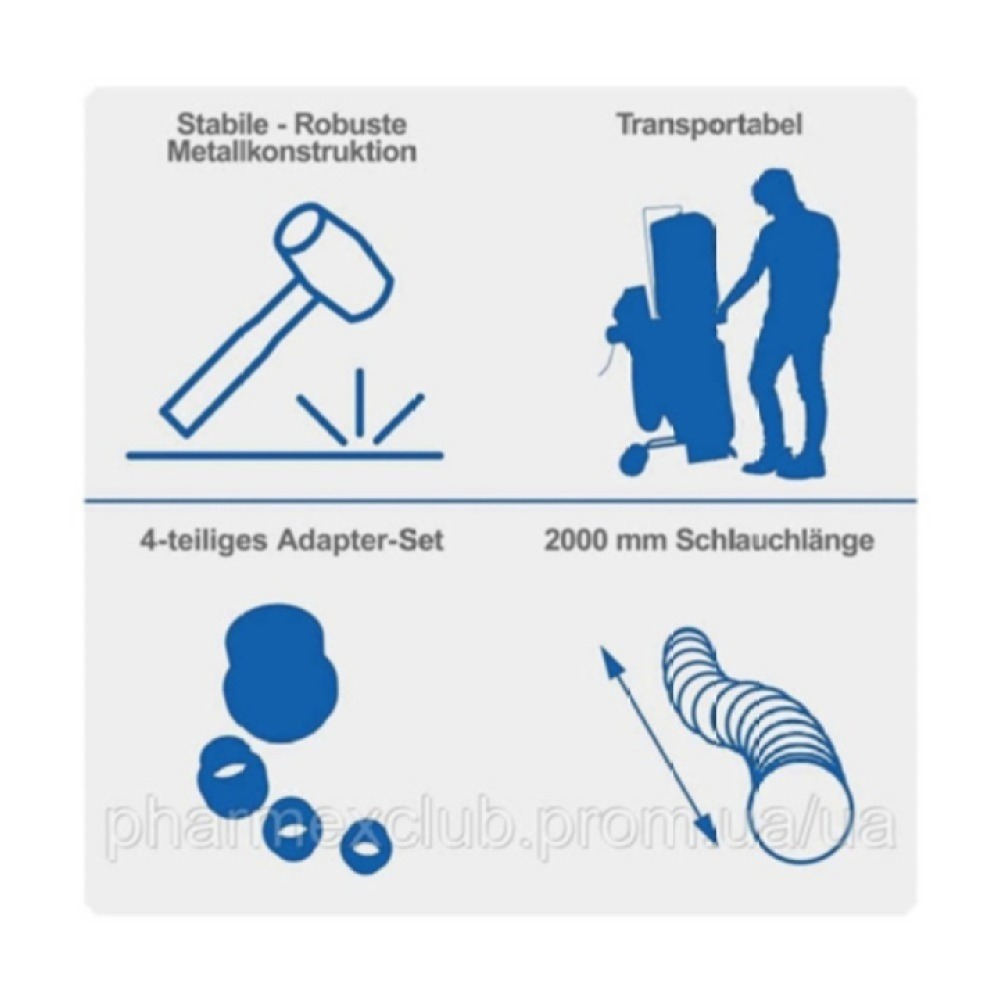 Stabile - Robuste
Metallkonstruktion
Transportabel
4-teiliges Adapter-Set
2000 mm Schlauchlänge
pharmexclub.prom.ua/ua